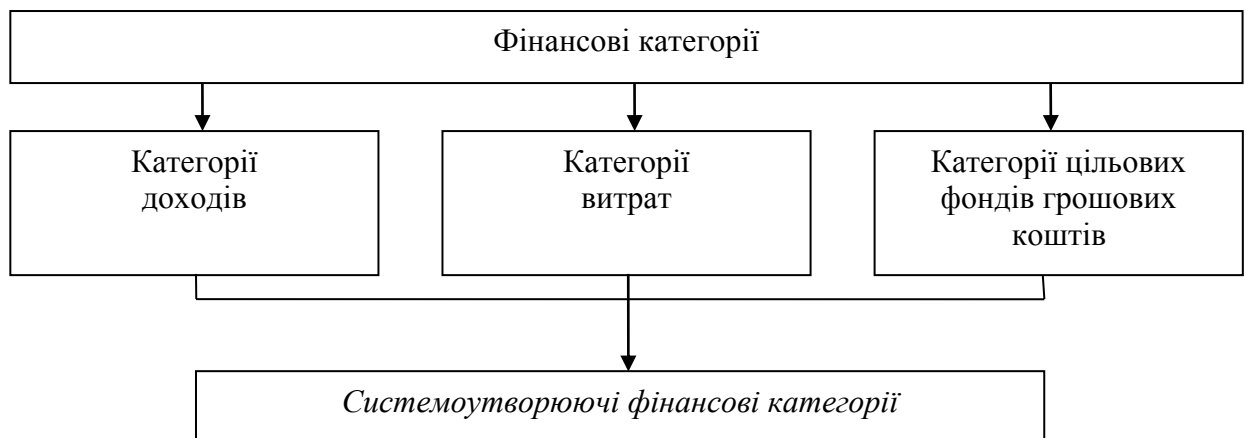 Фінансові категорії
Категорії
доходів
Категорії
витрат
Категорії цільових
фондів грошових
коштів
Системоутворюючі фінансові категорії